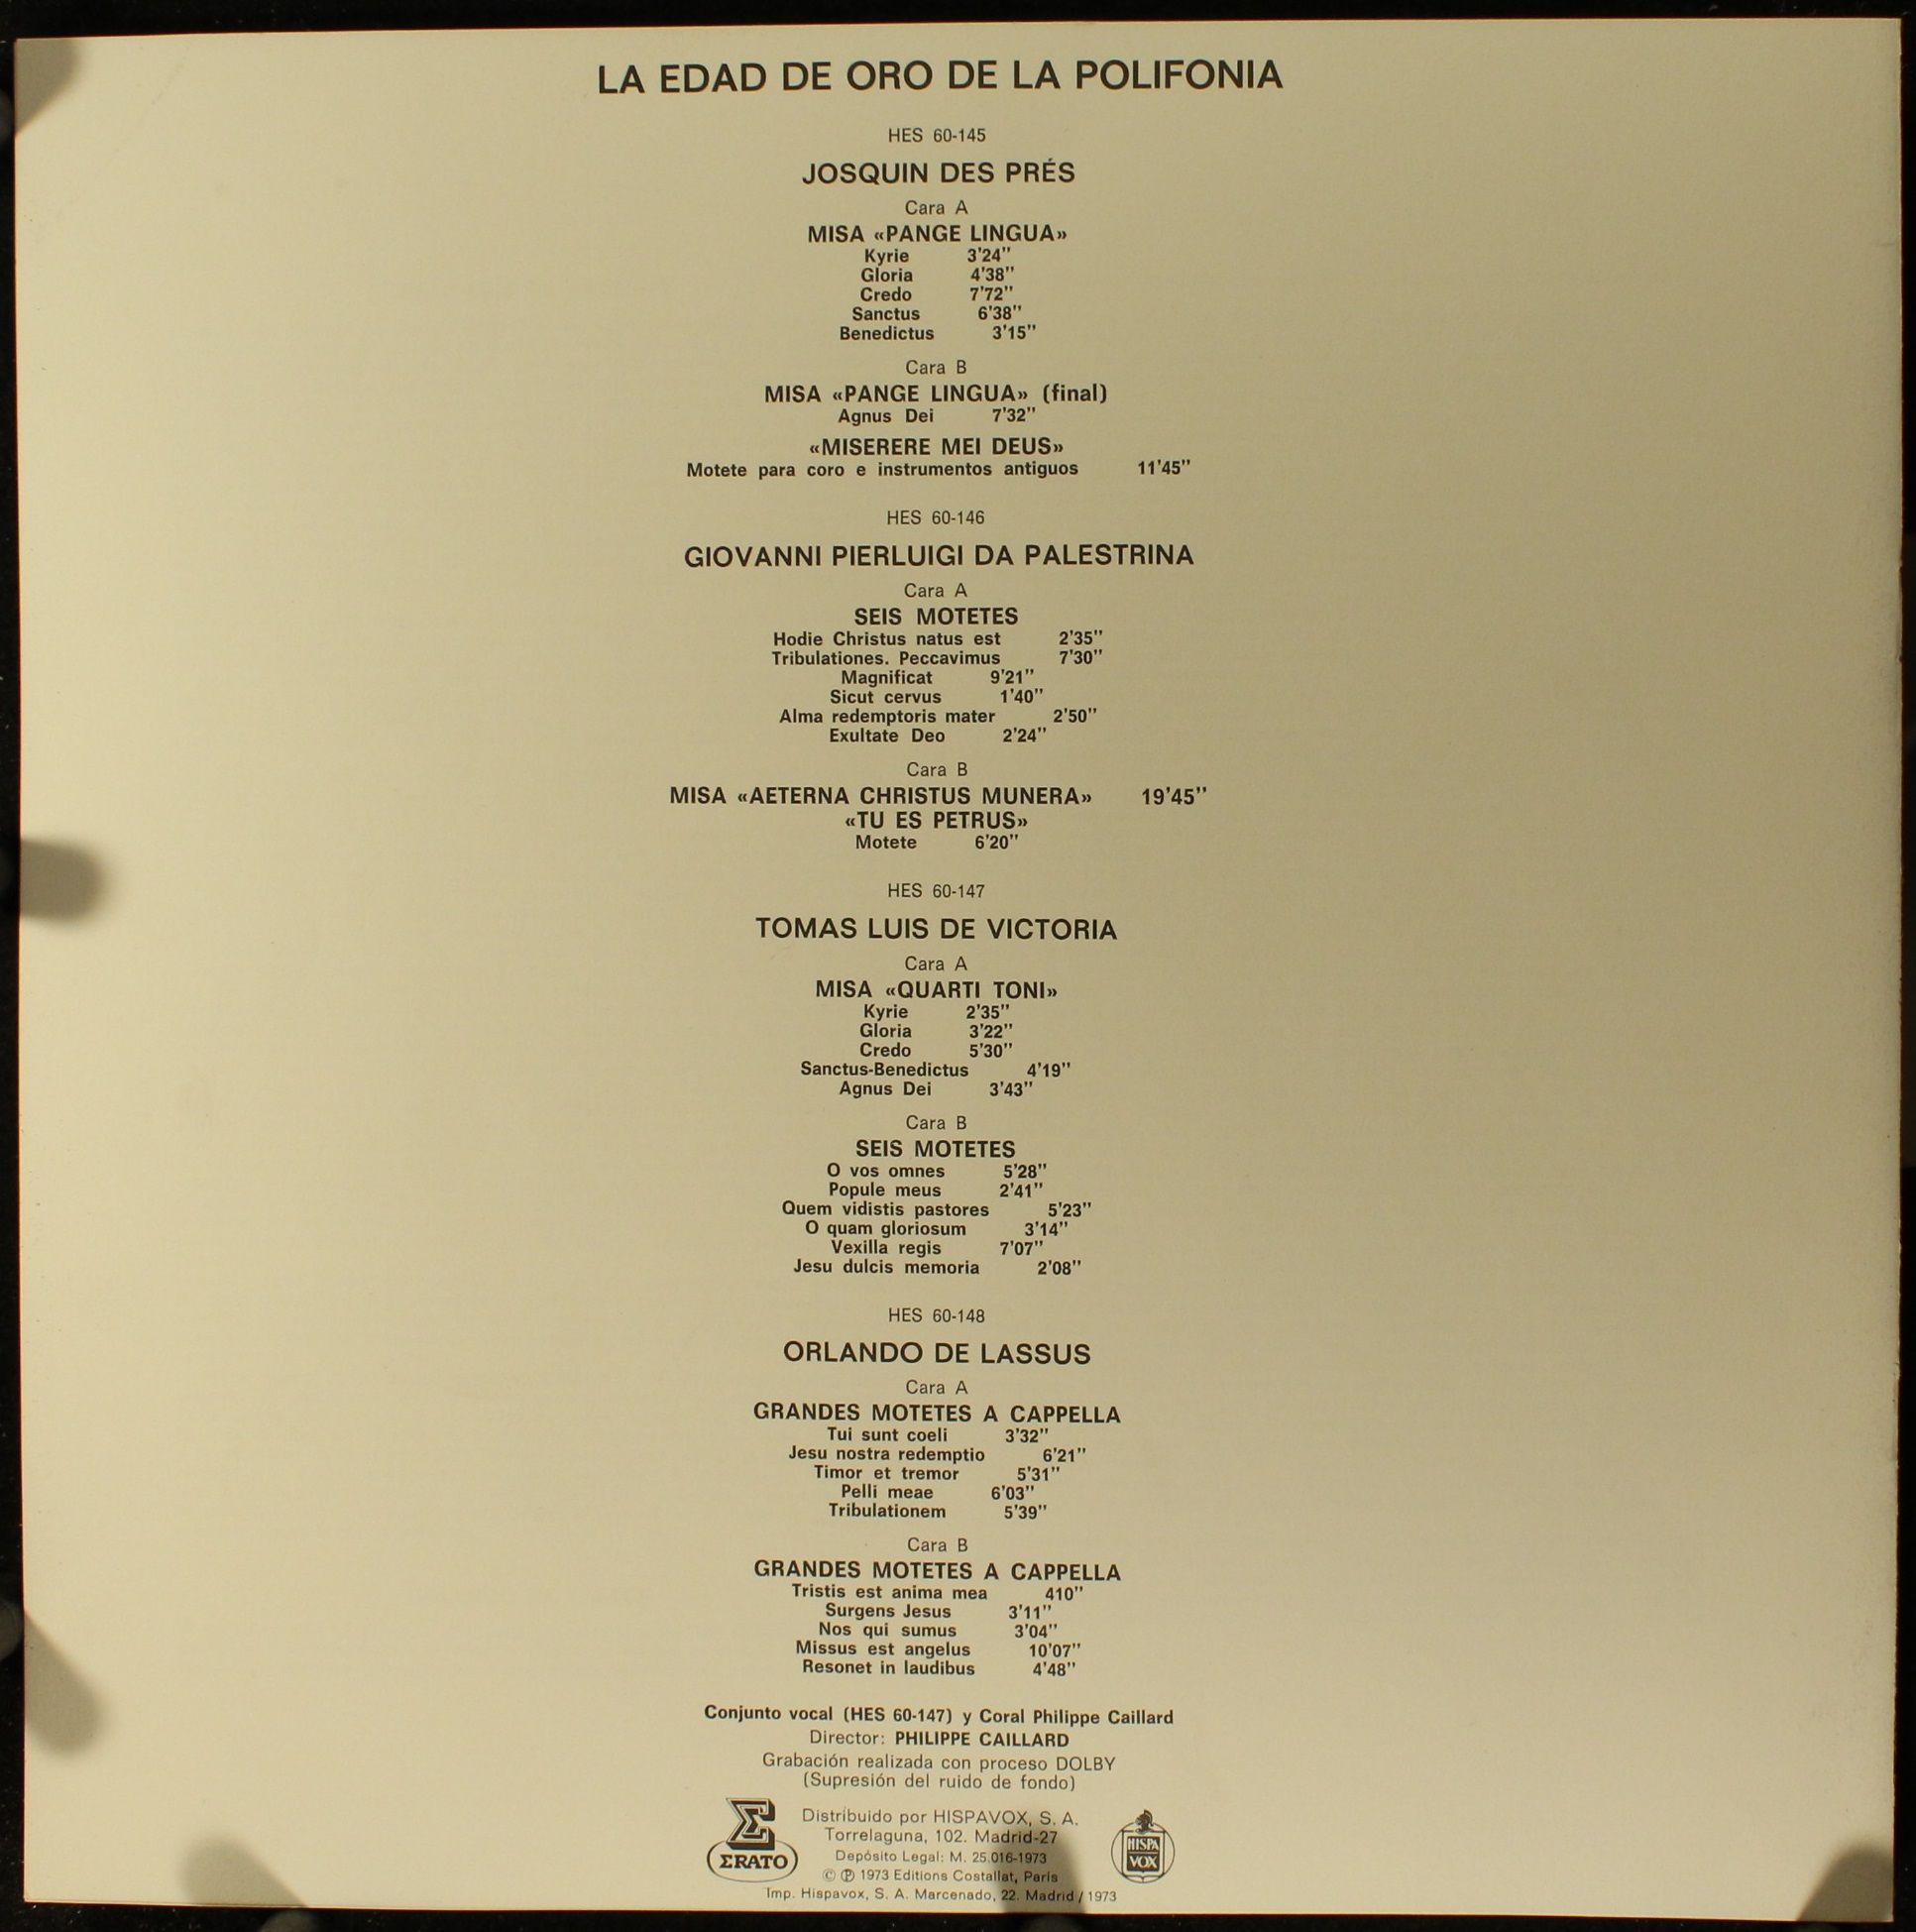 LA EDAD DE ORO DE LA POLIFONIA
HES 60-145
JOSQUIN DES PRÉS
Cara A
MISA «PANGE LINGUA»
Kyrie 3'24''
Gloria 4'38''
Credo 7'72''
Sanctus 6'38''
Benedictus 3'15''
Cara B
MISA «PANGE LINGUA» (final)
Agnus Dei 7'32''
«MISERERE MEI DEUS»
Motete para coro e instrumentos antiguos 11'45''
HES 60-146
GIOVANNI PIERLUIGI DA PALESTRINA
Cara A
SEIS MOTETES
Hodie Christus natus est 2'35''
Tribulationes. Peccavimus 7'30''
Magnificat 9'21''
Sicut cervus 1'40''
Alma redemptoris mater 2'50''
Exultate Deo 2'24''
Cara B
MISA «AETERNA CHRISTUS MUNERA» 19'45''
«TU ES PETRUS»
Motete 6'20''
HES 60-147
TOMAS LUIS DE VICTORIA
Cara A
MISA «QUARTI TONI»
Kyrie 2'35''
Gloria 3'22''
Credo 5'30''
Sanctus-Benedictus 4'19''
Agnus Dei 3'43''
Cara B
SEIS MOTETES
O vos omnes 5'28''
Popule meus 2'41''
Quem vidistis pastores 5'23''
O quam gloriosum 3'14''
Vexilla regis 7'07''
Jesu dulcis memoria 2'08''
HES 60-148
ORLANDO DE LASSUS
Cara A
GRANDES MOTETES A CAPPELLA
Tui sunt coeli 3'32''
Jesu nostra redemptio 6'21''
Timor et tremor 5'31''
Pelli meae 6'03''
Tribulationem 5'39''
Cara B
GRANDES MOTETES A CAPPELLA
Tristis est anima mea 410''
Surgens Jesus 3'11''
Nos qui sumus 3'04''
Missus est angelus 10'07''
Resonet in laudibus 4'48''
Conjunto vocal (HES 60-147) y Coral Philippe Caillard
Director: PHILIPPE CAILLARD
Grabación realizada con proceso DOLBY
(Supresión del ruido de fondo)
Distribuido por HISPAVOX, S. A.
Torrelaguna, 102. Madrid-27
Depósito Legal: M. 25.016-1973
© ℗ 1973 Editions Costallat, París
Imp. Hispavox, S. A. Marcenado, 22. Madrid / 1973
Σ
ΣRATO
HISPA
VOX